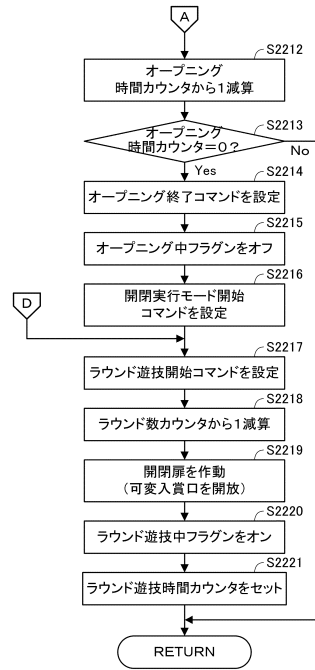 A
S2212
オープニング
時間カウンタから1減算
S2213
オープニング
時間カウンタ=0?
No
Yes
S2214
オープニング終了コマンドを設定
S2215
オープニング中フラグンをオフ
S2216
開閉実行モード開始
コマンドを設定
D
S2217
ラウンド遊技開始コマンドを設定
S2218
ラウンド数カウンタから1減算
S2219
開閉扉を作動
(可変入賞口を開放)
S2220
ラウンド遊技中フラグンをオン
S2221
ラウンド遊技時間カウンタをセット
RETURN